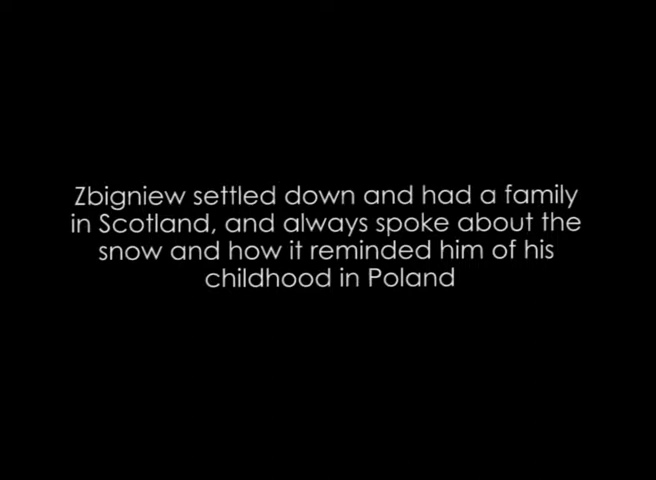 Zbigniew settled down and had a family
in Scotland, and always spoke about the
snow and how it reminded him of his
childhood in Poland